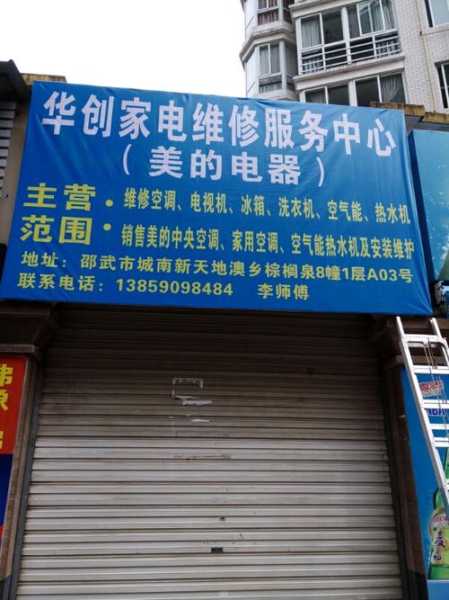 华创家电维修服务中心
（美的电器）
主营
范围
：维修空调、电视机、冰箱、洗衣机、空气能、热水机
销售美的中央空调、家用空调、空气能热水机及安装维护
地址：邵武市城南新天地澳乡棕榈泉8幢1层A03号
联系电话：13859098484 李师傅